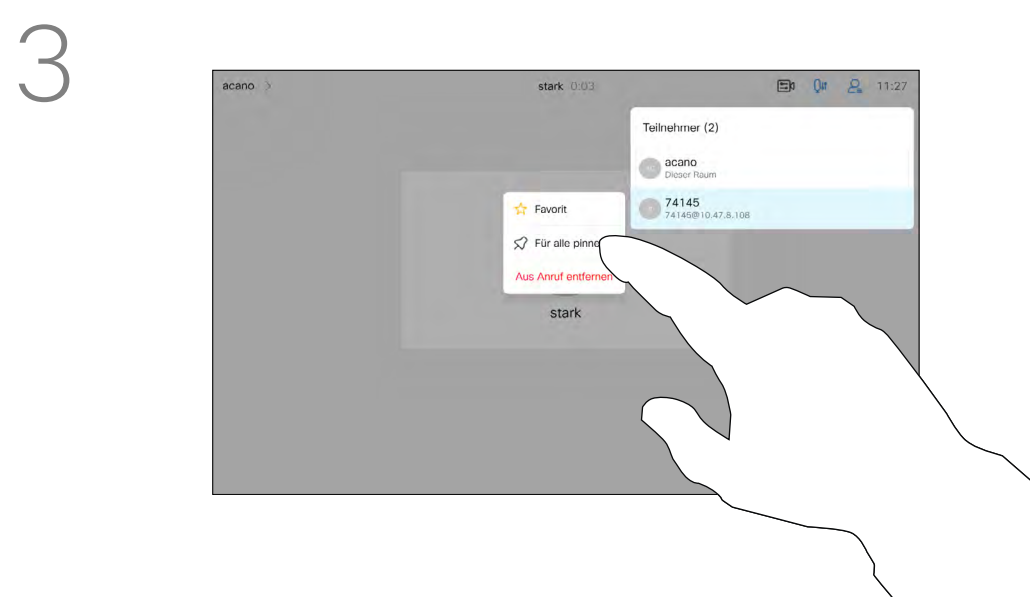 3
acano >
stark 0:03
11:27
Teilnehmer (2)
acano
Dieser Raum
74145
74145@10.47.8.108
Favorit
Für alle pinne
Aus Anruf entfernen
stark